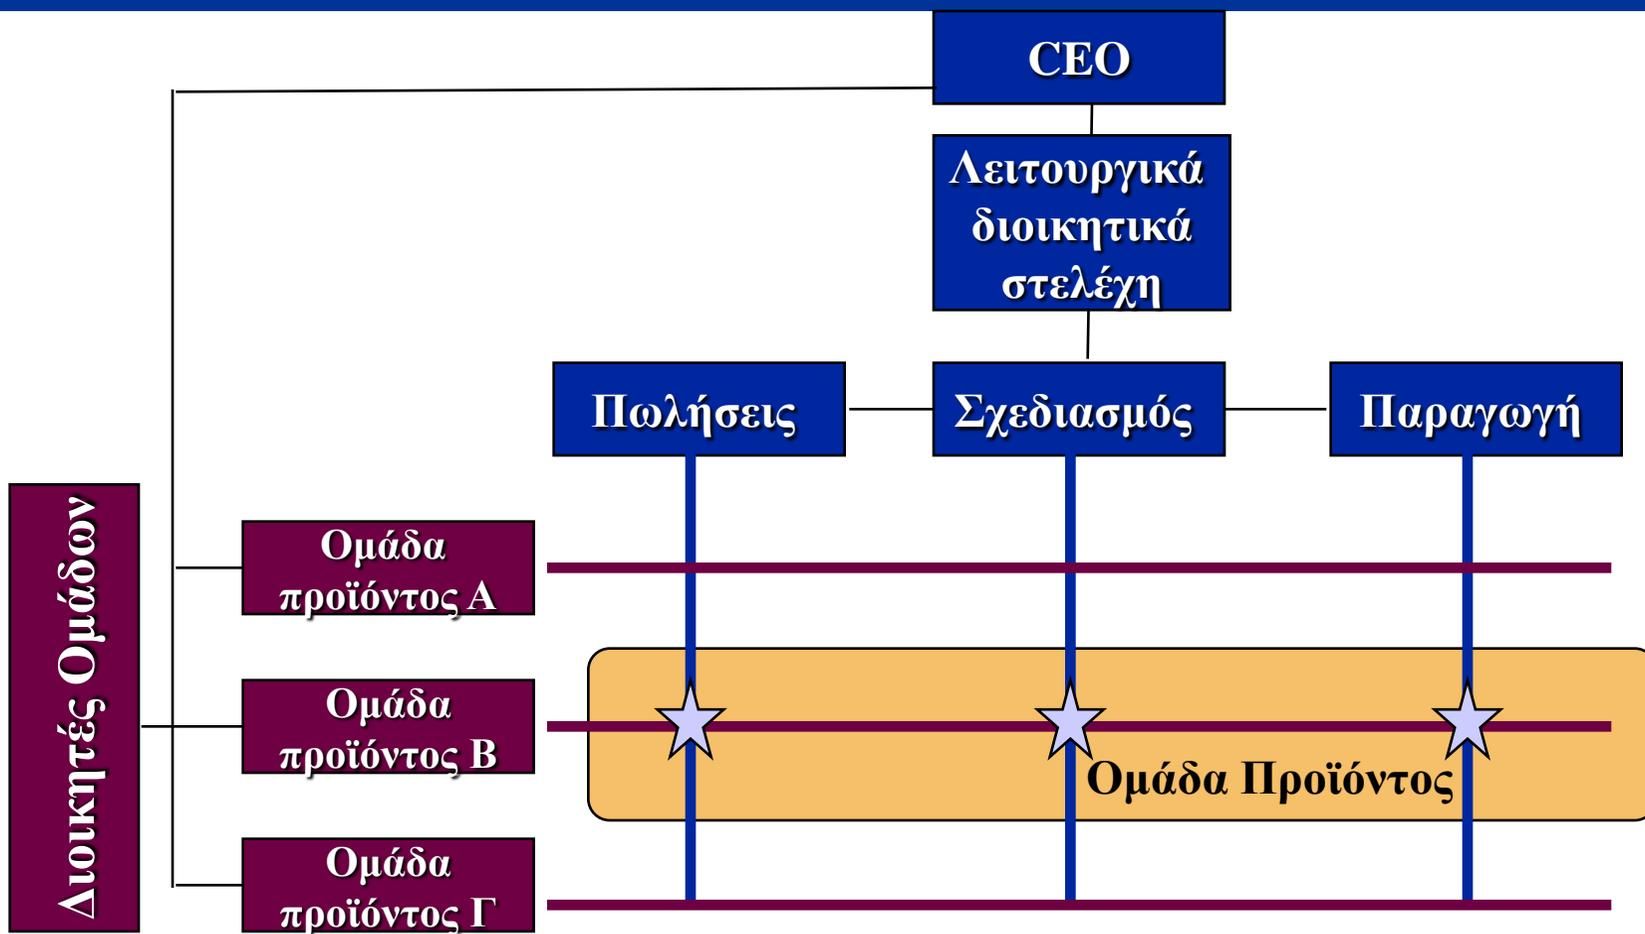 CEO
Λειτουργικά
διοικητικά
στελέχη
Πωλήσεις
Σχεδιασμός
Παραγωγή
Διοικητές Ομάδων
Ομάδα
προϊόντος Α
Ομάδα
προϊόντος Β
Ομάδα Προϊόντος
Ομάδα
προϊόντος Γ